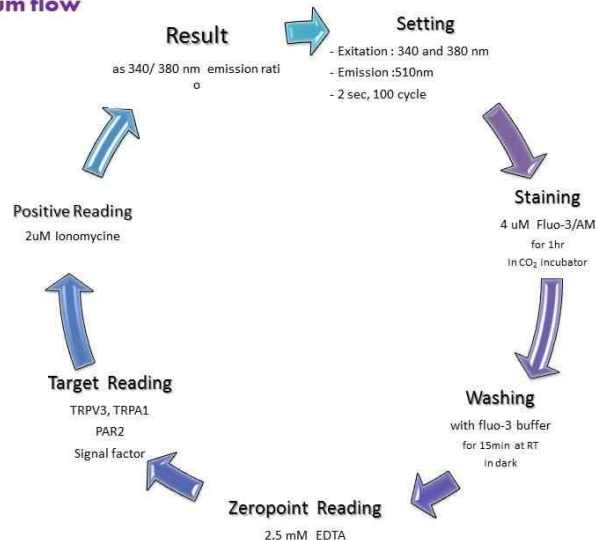 um flow
Result
as 340/ 380 nm emission rati
o
Setting
- Exitation : 340 and 380 nm
- Emission :510nm
- 2 sec, 100 cycle
Staining
4 uM Fluo-3/AM
for 1hr
In CO₂ incubator
Washing
with fluo-3 buffer
for 15min at RT
in dark
Zeropoint Reading
2.5 mM EDTA
Target Reading
TRPV3, TRPA1
PAR2
Signal factor
Positive Reading
2uM Ionomycine